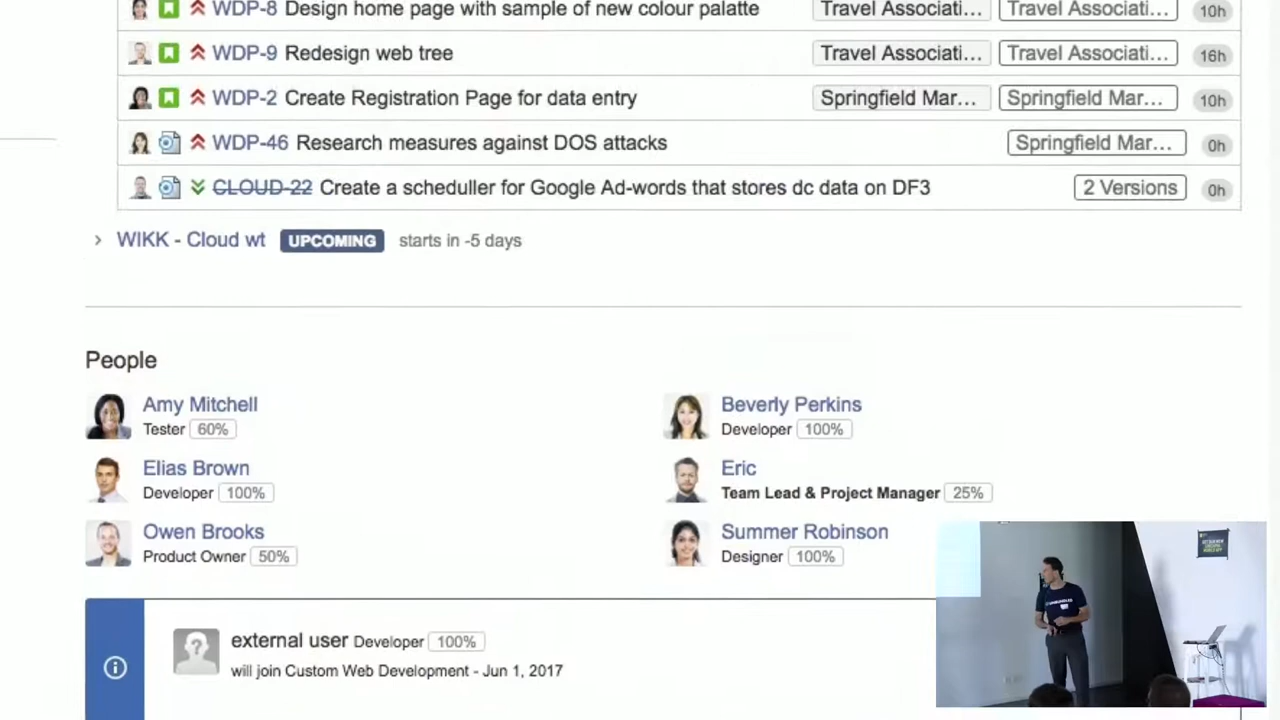 WDP-8 Design home page with sample of new colour palatte Travel Associati... Travel Associati... 10h
WDP-9 Redesign web tree Travel Associati... Travel Associati... 16h
WDP-2 Create Registration Page for data entry Springfield Mar... Springfield Mar... 10h
WDP-46 Research measures against DOS attacks Springfield Mar... 0h
CLOUD-22 Create a scheduller for Google Ad-words that stores dc data on DF3 2 Versions 0h
WIKK - Cloud wt UPCOMING starts in -5 days
People
Amy Mitchell
Tester 60%
Beverly Perkins
Developer 100%
Elias Brown
Developer 100%
Eric
Team Lead & Project Manager 25%
Owen Brooks
Product Owner 50%
Summer Robinson
Designer 100%
external user Developer 100%
will join Custom Web Development - Jun 1, 2017